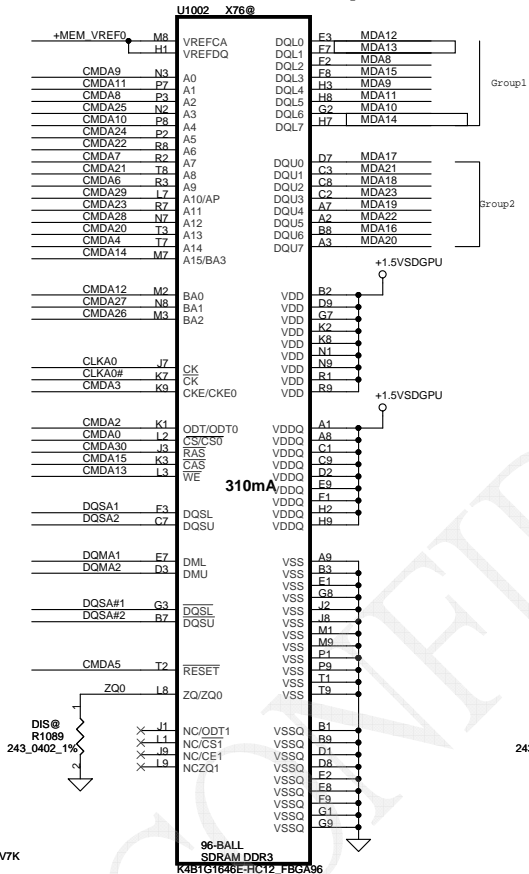 U1002 X76@
+MEM_VREF0 M8 VREFCA DQL0 E3 MDA12
H1 VREFDQ DQL1 F7 MDA13
DQL2 F2 MDA8
CMDA9 N3 A0 DQL3 F8 MDA15
CMDA11 P7 A1 DQL4 H3 MDA9
CMDA8 P3 A2 DQL5 H8 MDA11
CMDA25 N2 A3 DQL6 G2 MDA10
CMDA10 P8 A4 DQL7 H7 MDA14
Group1
CMDA24 P2 A5
CMDA22 R8 A6
CMDA7 R2 A7 DQU0 D7 MDA17
CMDA21 T8 A8 DQU1 C3 MDA21
CMDA6 R3 A9 DQU2 C8 MDA18
CMDA29 L7 A10/AP DQU3 C2 MDA23
CMDA23 R7 A11 DQU4 A7 MDA19
CMDA28 N7 A12 DQU5 A2 MDA22
CMDA20 T3 A13 DQU6 B8 MDA16
CMDA4 T7 A14 DQU7 A3 MDA20
Group2
CMDA14 M7 A15/BA3
+1.5VSDGPU
CMDA12 M2 BA0 VDD B2
CMDA27 N8 BA1 VDD D9
CMDA26 M3 BA2 VDD G7
VDD K2
VDD K8
VDD N1
CLKA0 J7 CK VDD N9
CLKA0# K7 CK VDD R1
CMDA3 K9 CKE/CKE0 VDD R9
+1.5VSDGPU
CMDA2 K1 ODT/ODT0 VDDQ A1
CMDA0 L2 CS/CS0 VDDQ A8
CMDA30 J3 RAS VDDQ C1
CMDA15 K3 CAS VDDQ C9
CMDA13 L3 WE VDDQ D2
310mA VDDQ E9
VDDQ F1
DQSA1 F3 DQSL VDDQ H2
DQSA2 C7 DQSU VDDQ H9
DQMA1 E7 DML VSS A9
DQMA2 D3 DMU VSS B3
VSS E1
VSS G8
DQSA#1 G3 DQSL VSS J2
DQSA#2 B7 DQSU VSS J8
VSS M1
VSS M9
VSS P1
CMDA5 T2 RESET VSS P9
VSS T1
ZQ0 L8 ZQ/ZQ0 VSS T9
1
DIS@
R1089
243_0402_1%
2
J1 NC/ODT1 VSSQ B1
L1 NC/CS1 VSSQ B9
J9 NC/CE1 VSSQ D1
L9 NCZQ1 VSSQ D8
VSSQ E2
VSSQ E8
VSSQ F9
VSSQ G1
VSSQ G9
243
96-BALL
SDRAM DDR3
K4B1G1646E-HC12_FBGA96
V7K
CONFI